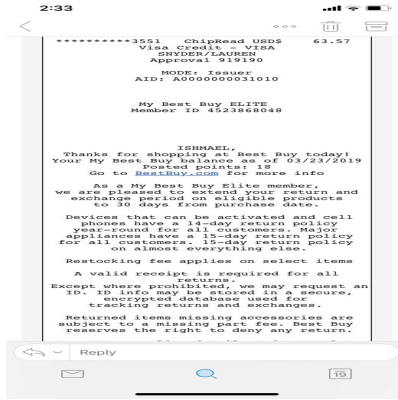 2:33
**********3551 ChipRead USD$ 63.57
Visa Credit - VISA
SNYDER/LAUREN
Approval 919190
MODE: Issuer
AID: A0000000031010
My Best Buy ELITE
Member ID 4523868048
ISHMAEL,
Thanks for shopping at Best Buy today!
Your My Best Buy balance as of 03/23/2019
Posted points: 18
Go to BestBuy.com for more info
As a My Best Buy Elite member,
we are pleased to extend your return and
exchange period on eligible products
to 30 days from purchase date.
Devices that can be activated and cell
phones have a 14-day return policy
year-round for all customers. Major
appliances have a 15-day return policy
for all customers. 15-day return policy
on almost everything else.
Restocking fee applies on select items
A valid receipt is required for all
returns.
Except where prohibited, we may request an
ID. ID info may be stored in a secure,
encrypted database used for
tracking returns and exchanges.
Returned items missing accessories are
subject to a missing part fee. Best Buy
reserves the right to deny any return.
Reply
19